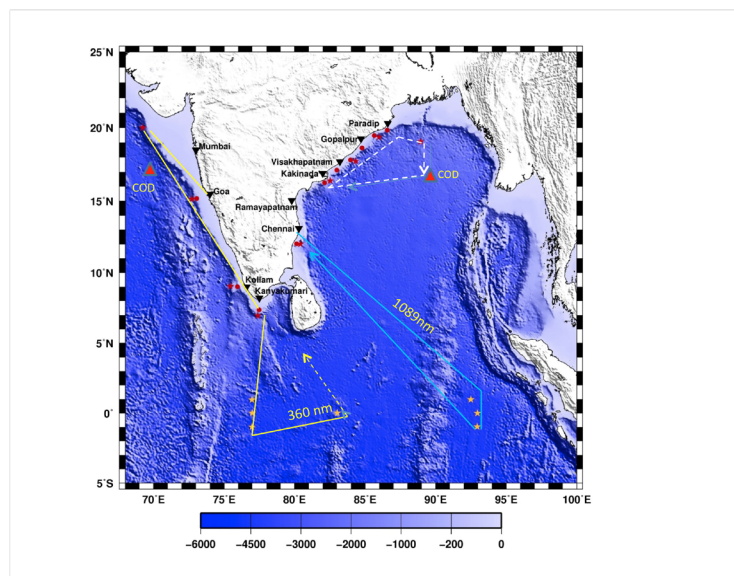 25°N
20°N
15°N
10°N
5°N
0°
5°S
70°E
75°E
80°E
85°E
90°E
95°E
100°E
Paradip
Gopalpur
Mumbai
Visakhapatnam
Kakinada
COD
COD
Goa
Ramayapatnam
Chennai
Kollam
Kanyakumari
1089nm
360 nm
−6000
−4500
−3000
−2000
−1000
−200
0